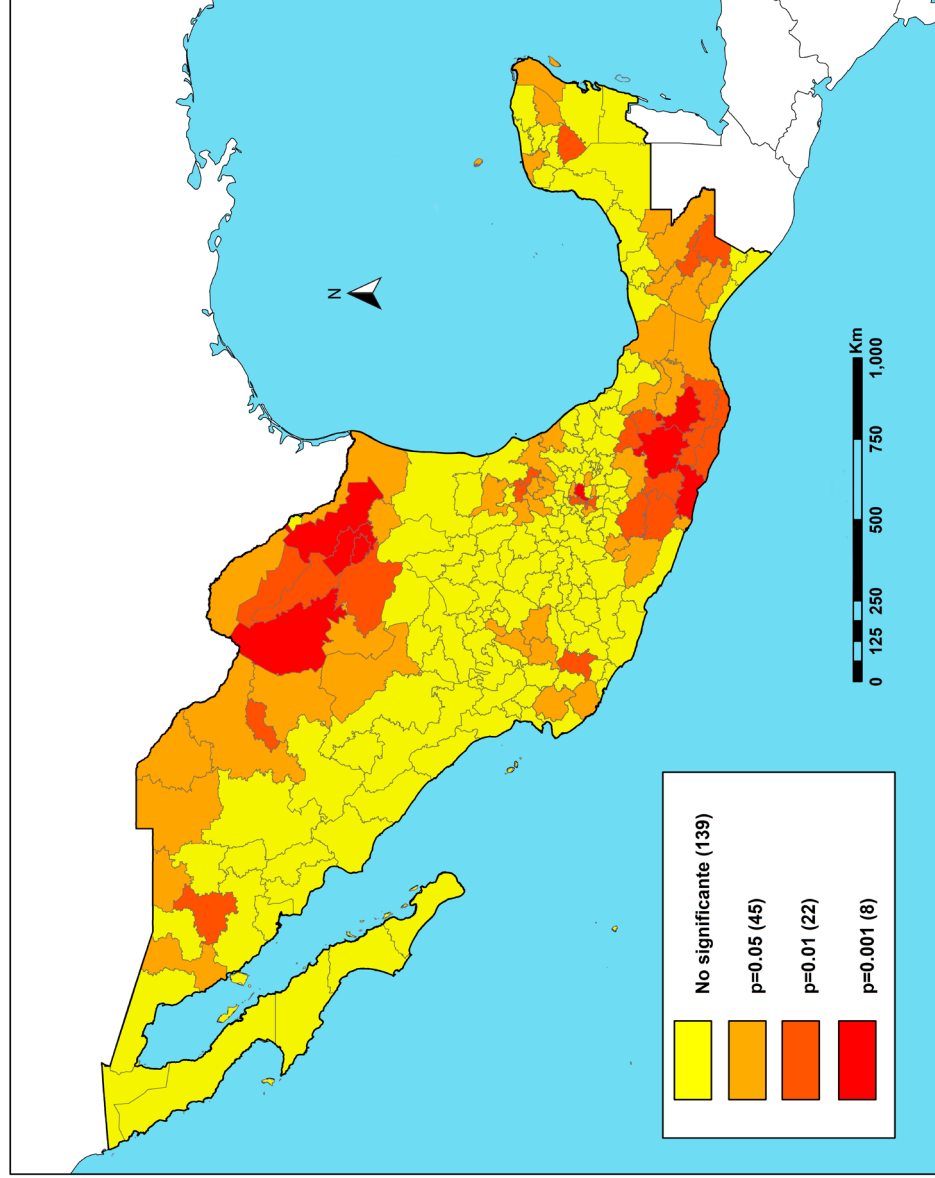 N
Km
0 125 250 500 750 1,000
No significante (139)
p=0.05 (45)
p=0.01 (22)
p=0.001 (8)